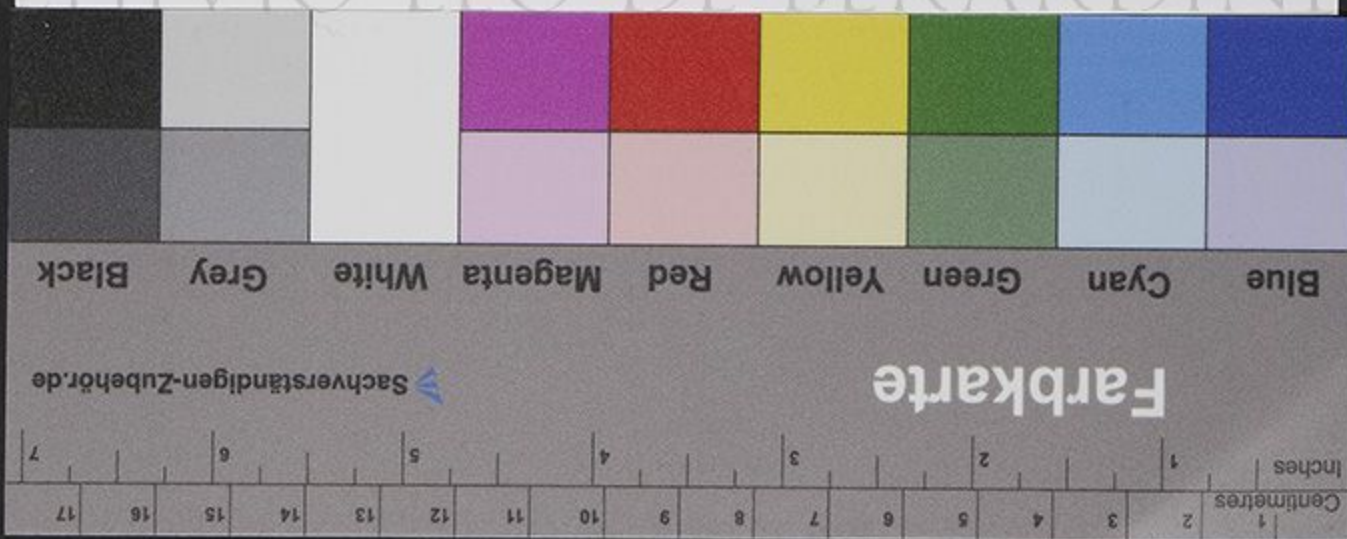 Centimetres 1 2 3 4 5 6 7 8 9 10 11 12 13 14 15 16 17
Inches 1 2 3 4 5 6 7
Farbkarte Sachverständigen-Zubehör.de
Blue Cyan Green Yellow Red Magenta White Grey Black